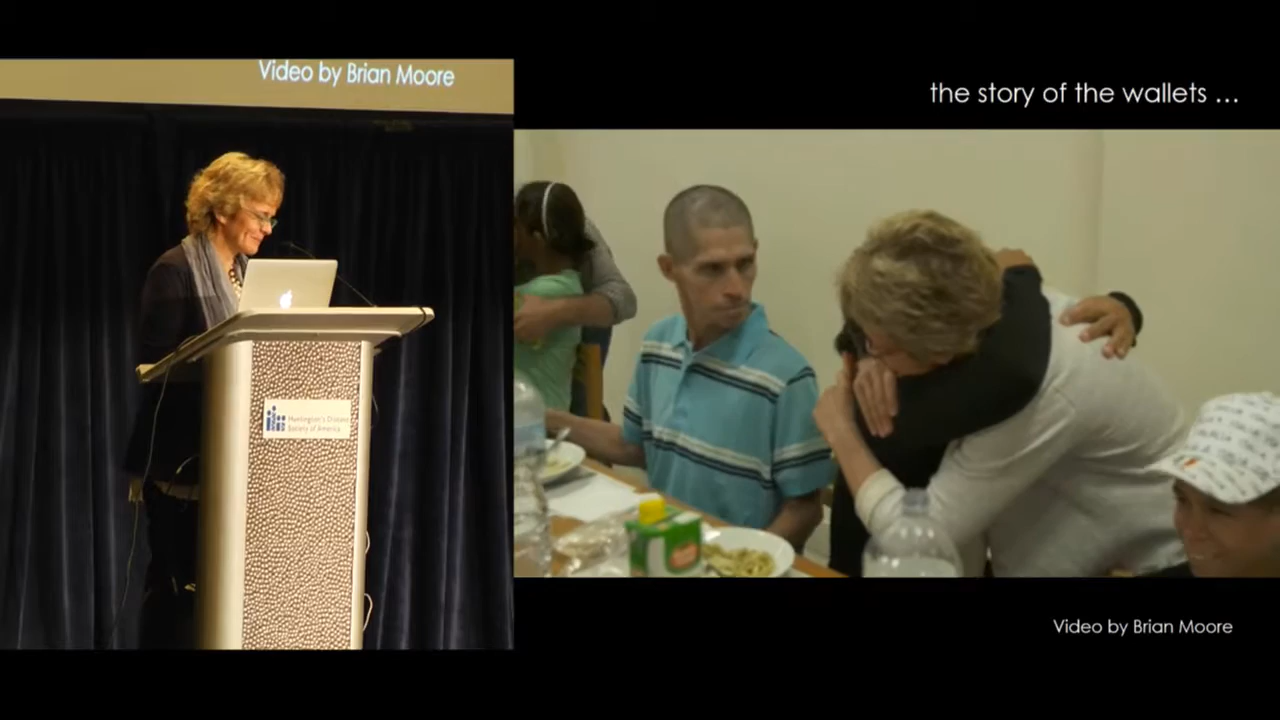 Video by Brian Moore
the story of the wallets ...
Huntington's Disease
Society of America
Video by Brian Moore